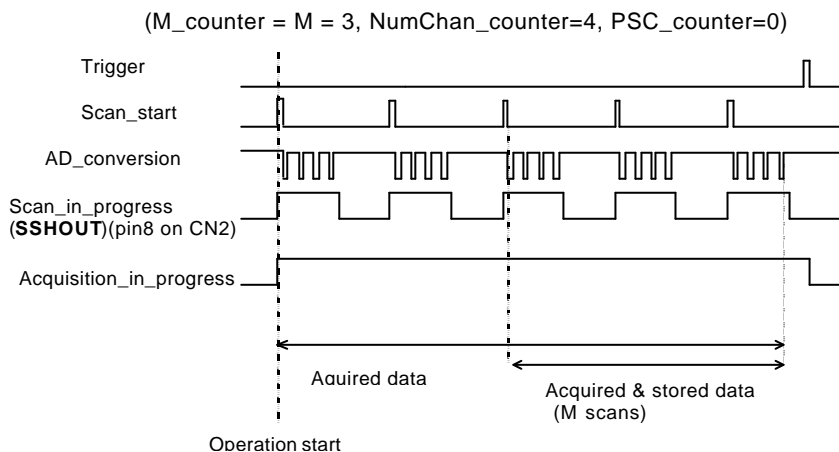 (M_counter = M = 3, NumChan_counter=4, PSC_counter=0)
Trigger
Scan_start
AD_conversion
Scan_in_progress
(SSHOUT)(pin8 on CN2)
Acquisition_in_progress
Aquired data
Acquired & stored data
(M scans)
Operation start